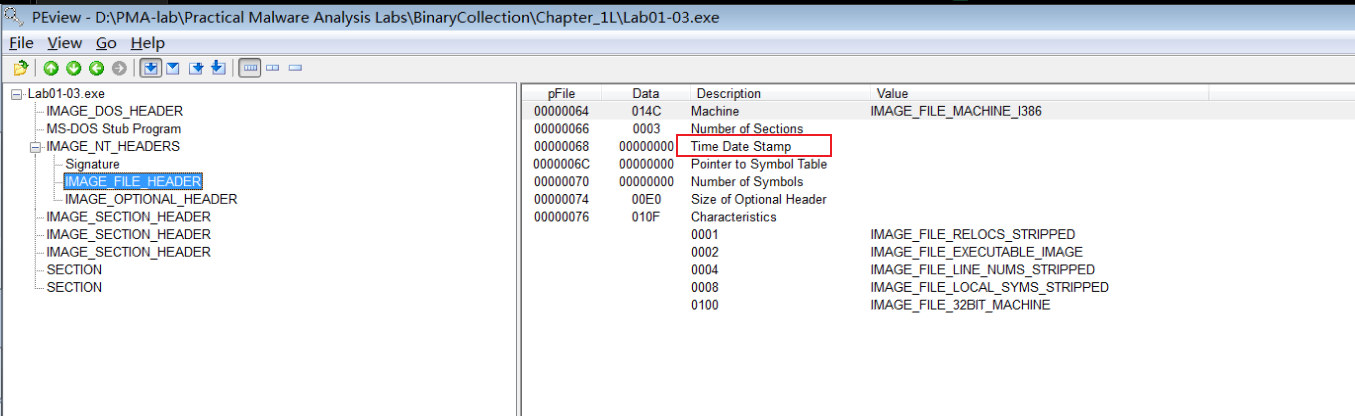 PEview - D:\PMA-lab\Practical Malware Analysis Labs\BinaryCollection\Chapter_1L\Lab01-03.exe
File View Go Help
Lab01-03.exe
IMAGE_DOS_HEADER
MS-DOS Stub Program
IMAGE_NT_HEADERS
Signature
IMAGE_FILE_HEADER
IMAGE_OPTIONAL_HEADER
IMAGE_SECTION_HEADER
IMAGE_SECTION_HEADER
IMAGE_SECTION_HEADER
SECTION
SECTION
pFile Data Description Value
00000064 014C Machine IMAGE_FILE_MACHINE_I386
00000066 0003 Number of Sections
00000068 00000000 Time Date Stamp
0000006C 00000000 Pointer to Symbol Table
00000070 00000000 Number of Symbols
00000074 00E0 Size of Optional Header
00000076 010F Characteristics
0001 IMAGE_FILE_RELOCS_STRIPPED
0002 IMAGE_FILE_EXECUTABLE_IMAGE
0004 IMAGE_FILE_LINE_NUMS_STRIPPED
0008 IMAGE_FILE_LOCAL_SYMS_STRIPPED
0100 IMAGE_FILE_32BIT_MACHINE